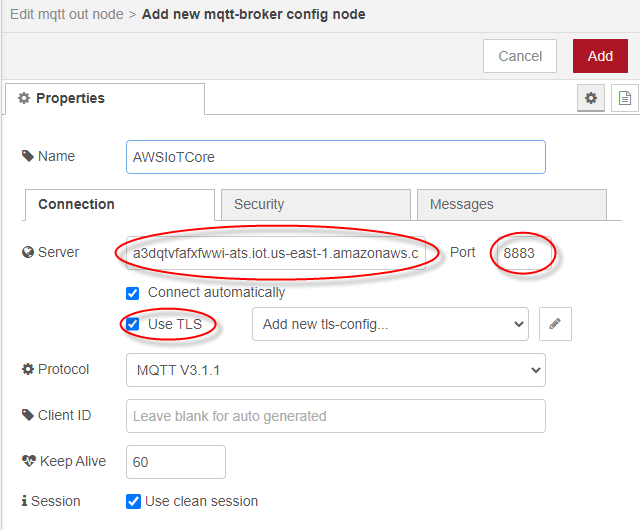 Edit mqtt out node > Add new mqtt-broker config node
Cancel Add
Properties
Name AWSIoTCore
Connection Security Messages
Server a3dqtvfafxfwwi-ats.iot.us-east-1.amazonaws.c Port 8883
Connect automatically
Use TLS Add new tls-config...
Protocol MQTT V3.1.1
Client ID Leave blank for auto generated
Keep Alive 60
Session Use clean session